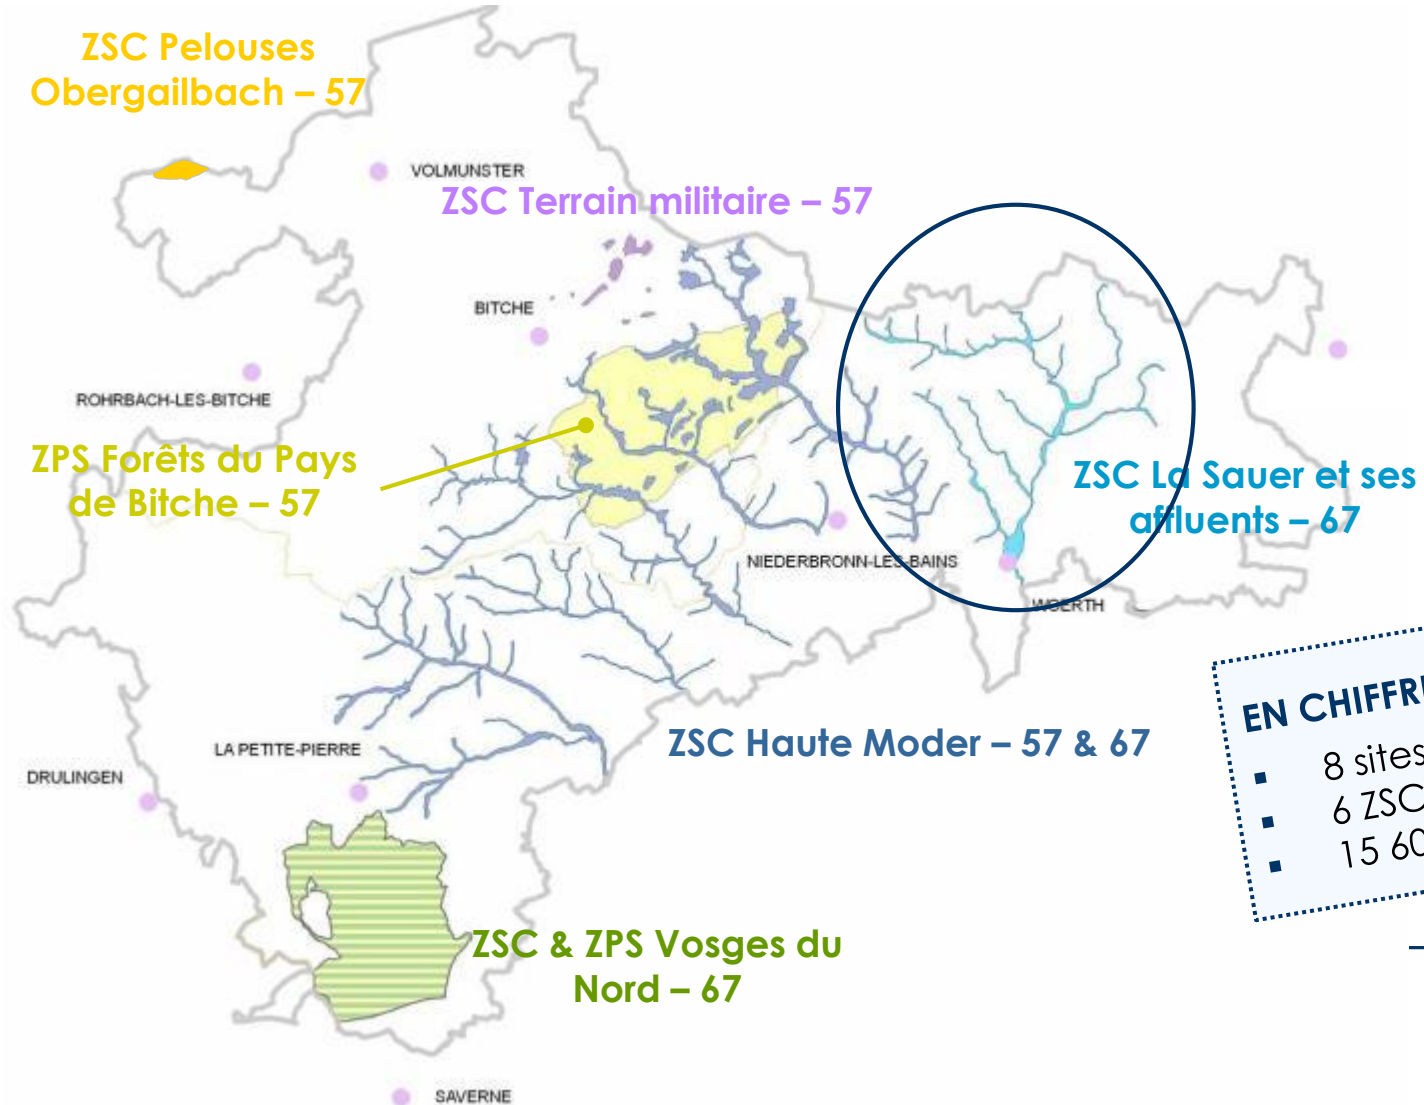 ZSC Pelouses
Obergailbach – 57
VOLMUNSTER
ZSC Terrain militaire – 57
BITCHE
ROHRBACH-LES-BITCHE
ZPS Forêts du Pays
de Bitche – 57
ZSC La Sauer et ses
affluents – 67
NIEDERBRONN-LES-BAINS
WOERTH
EN CHIFFR
▪ 8 sites
▪ 6 ZSC
▪ 15 60
ZSC Haute Moder – 57 & 67
LA PETITE-PIERRE
DRULINGEN
ZSC & ZPS Vosges du
Nord – 67
SAVERNE